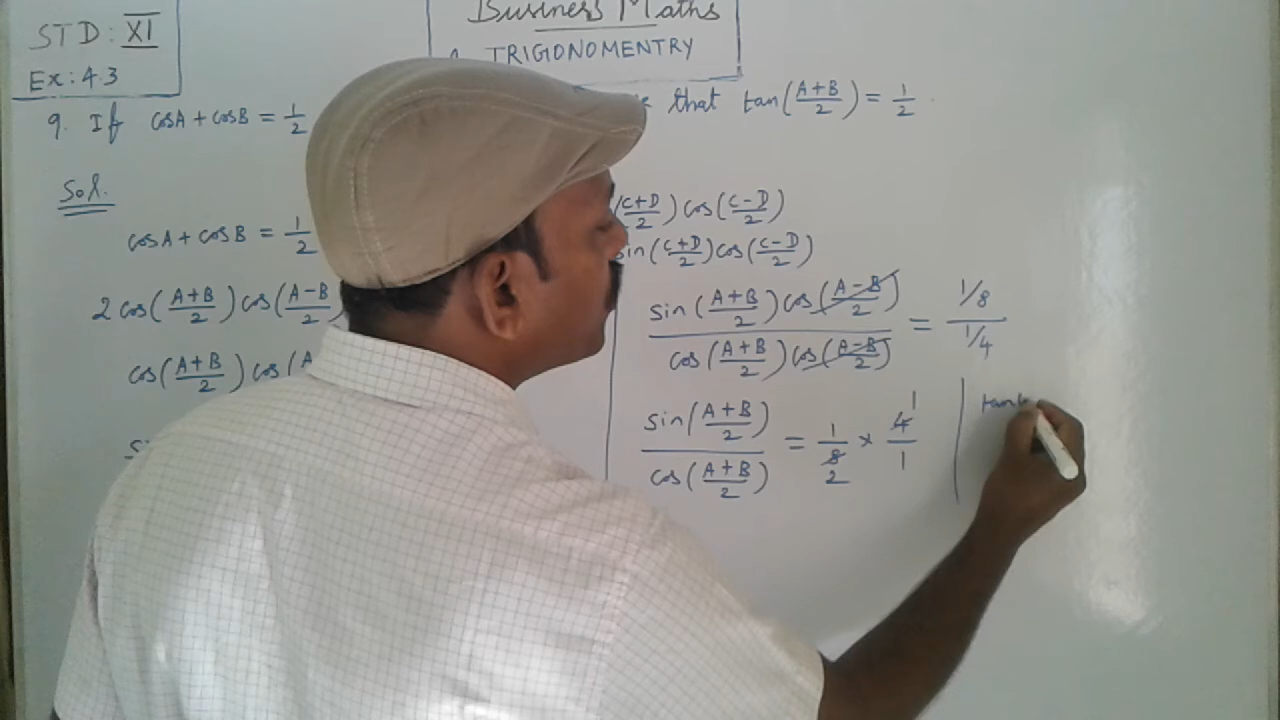 Business Maths
STD: XI
TRIGONOMENTRY
Ex: 4.3
9. If cosA + cosB = 1/2 that tan((A+B)/2) = 1/2.
Sol.
(C+D)/2) cos((C-D)/2)
sin((C+D)/2) cos((C-D)/2)
cosA + cosB = 1/2
2 cos((A+B)/2) cos((A-B)/2
cos((A+B)/2) cos(A
sin((A+B)/2) cos((A-B)/2) / cos((A+B)/2) cos((A-B)/2) = 1/8 / 1/4
sin((A+B)/2) / cos((A+B)/2) = 1/8 2 × 4 1/1
tan